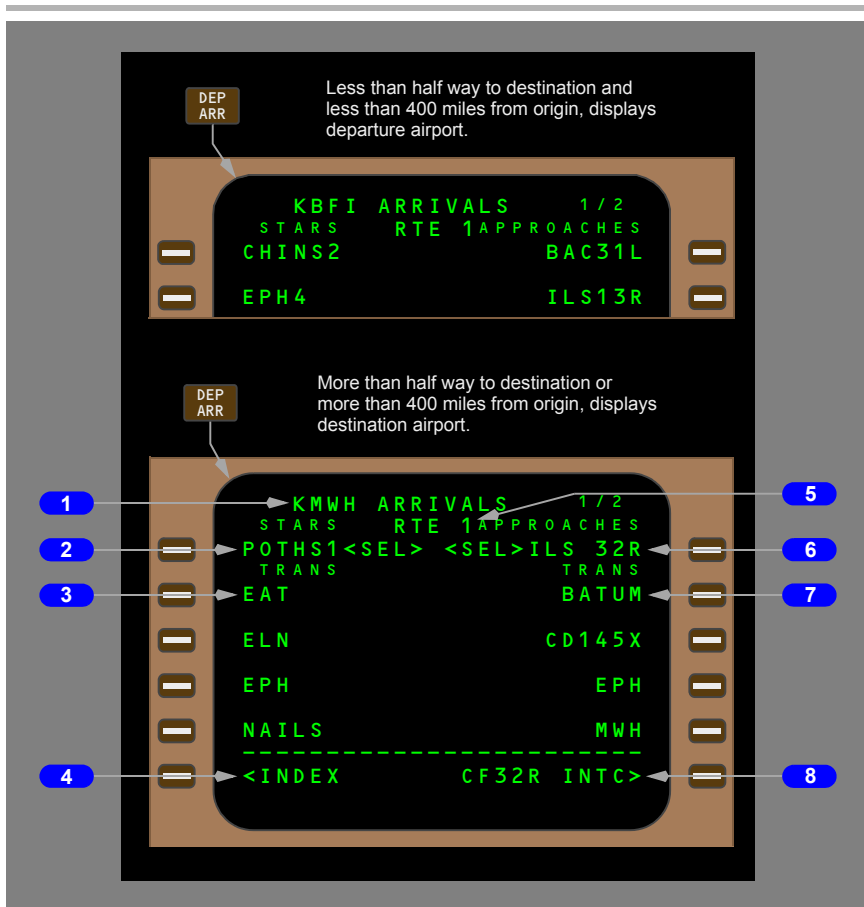 DEP
ARR
Less than half way to destination and
less than 400 miles from origin, displays
departure airport.
KBFI ARRIVALS 1/2
STARS RTE 1 APPROACHES
CHINS2 BAC31L
EPH4 ILS13R
DEP
ARR
More than half way to destination or
more than 400 miles from origin, displays
destination airport.
1 KMWH ARRIVALS 1/2 5
STARS RTE 1 APPROACHES
2 POTHS1<SEL> <SEL>ILS 32R 6
TRANS TRANS
3 EAT BATUM 7
ELN CD145X
EPH EPH
NAILS MWH
--------------------------
4 <INDEX CF32R INTC> 8